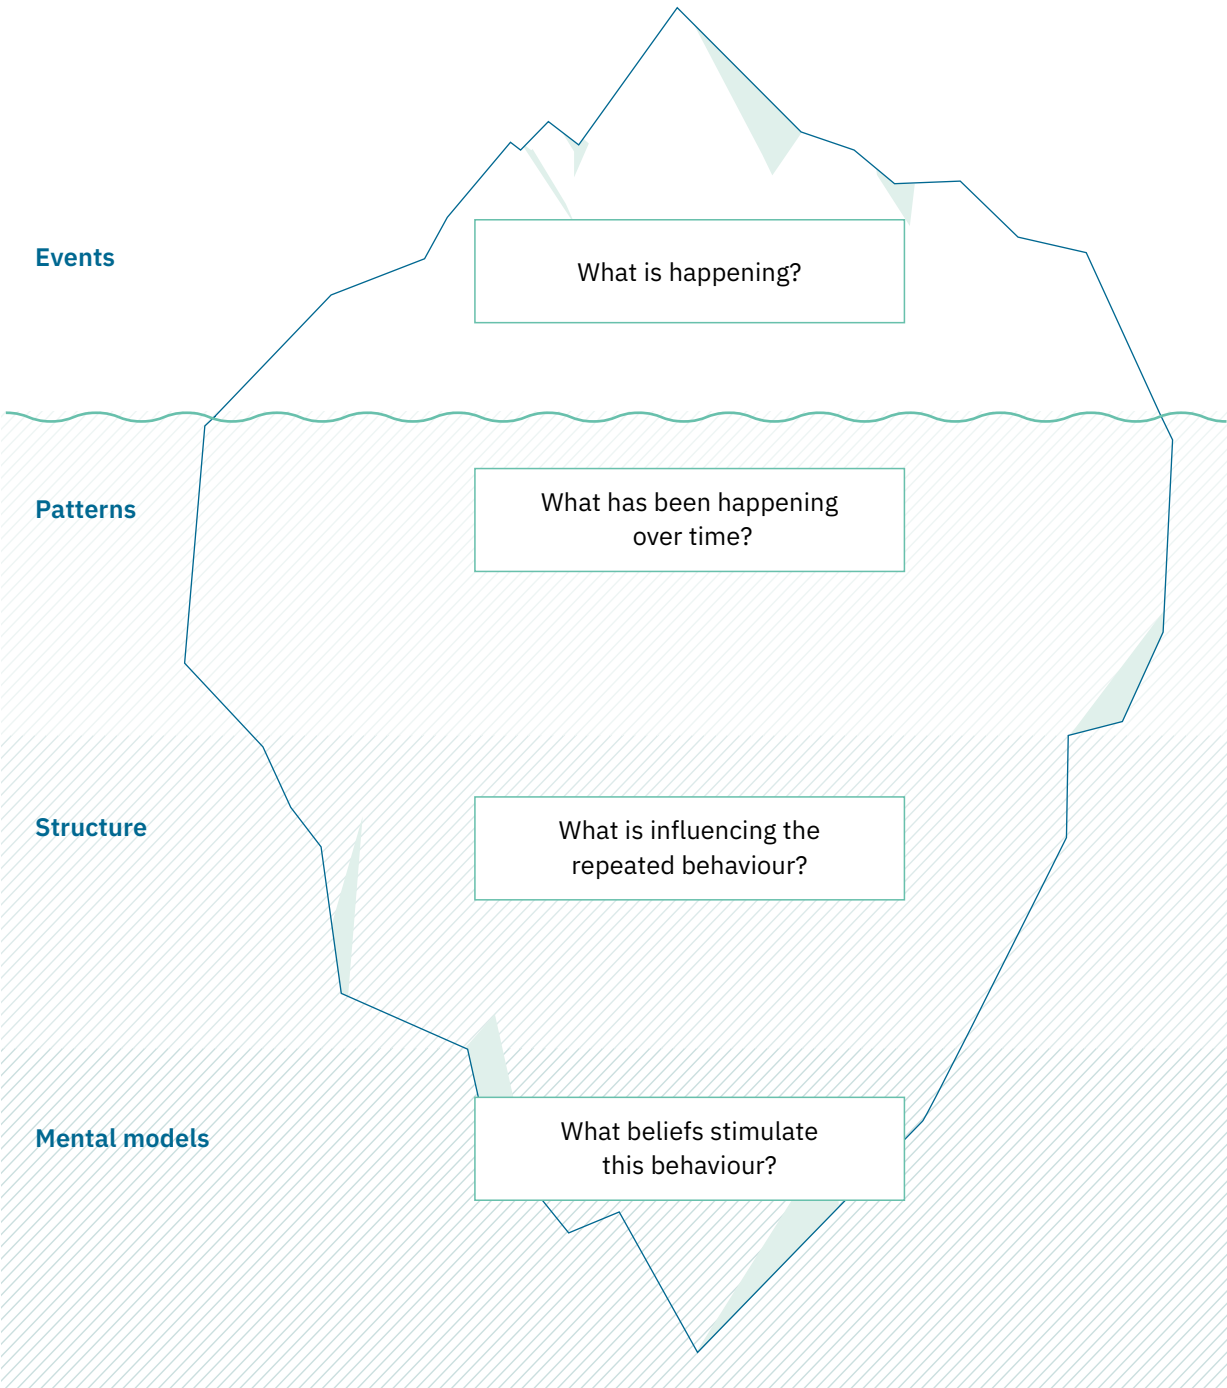 Events
What is happening?
Patterns
What has been happening
over time?
Structure
What is influencing the
repeated behaviour?
Mental models
What beliefs stimulate
this behaviour?